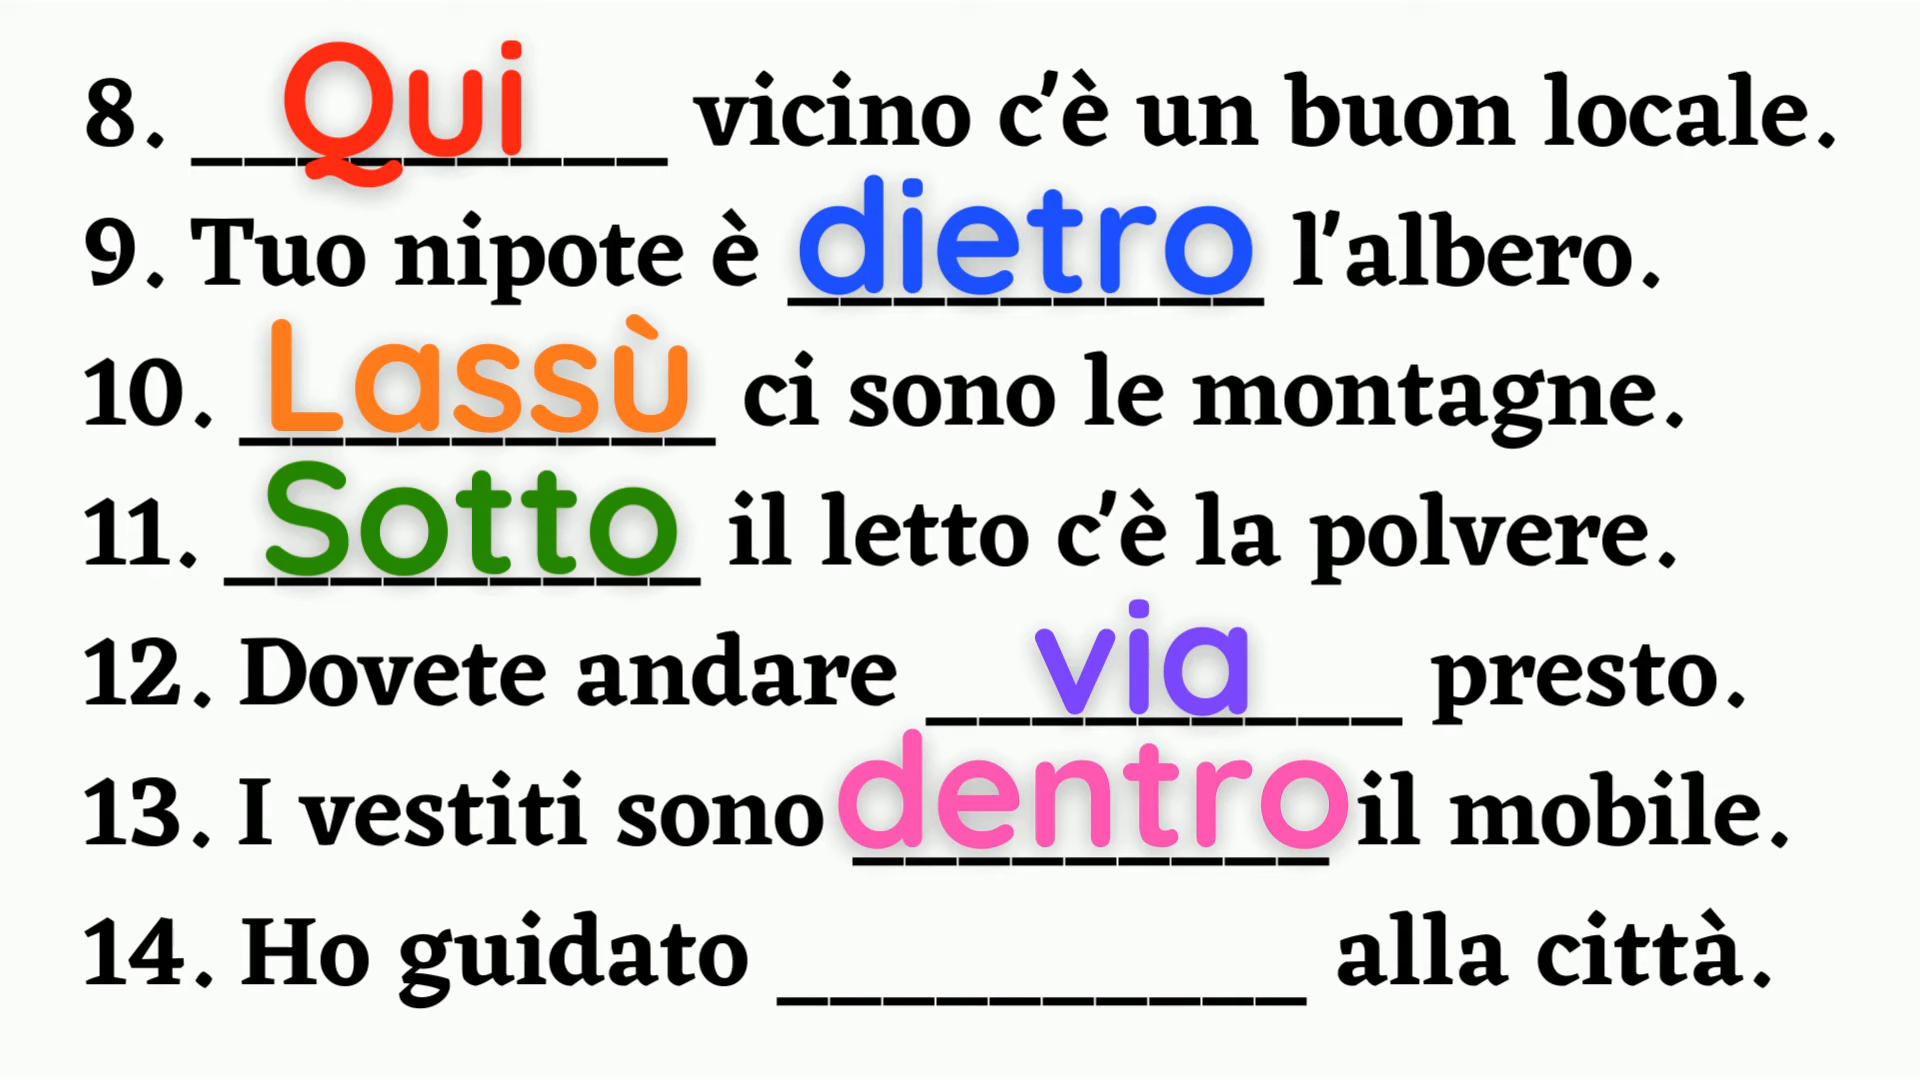 8. Qui vicino c'è un buon locale.
9. Tuo nipote è dietro l'albero.
10. Lassù ci sono le montagne.
11. Sotto il letto c'è la polvere.
12. Dovete andare via presto.
13. I vestiti sono dentro il mobile.
14. Ho guidato __________ alla città.